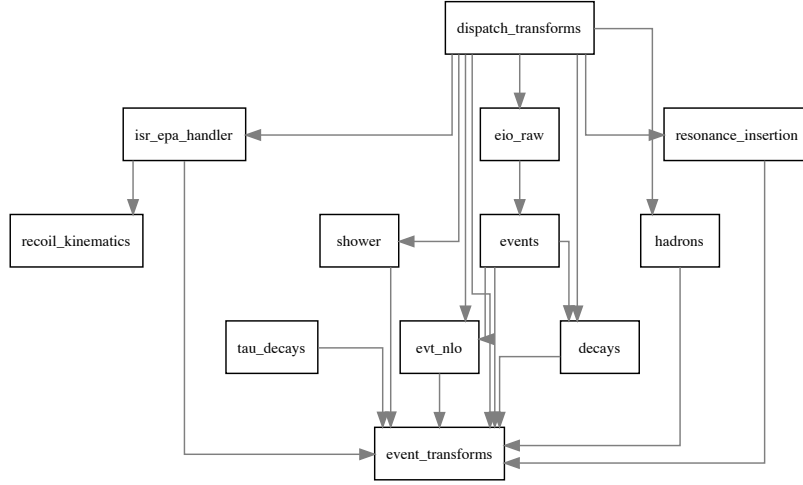 dispatch_transforms
isr_epa_handler
eio_raw
resonance_insertion
recoil_kinematics
shower
events
hadrons
tau_decays
evt_nlo
decays
event_transforms